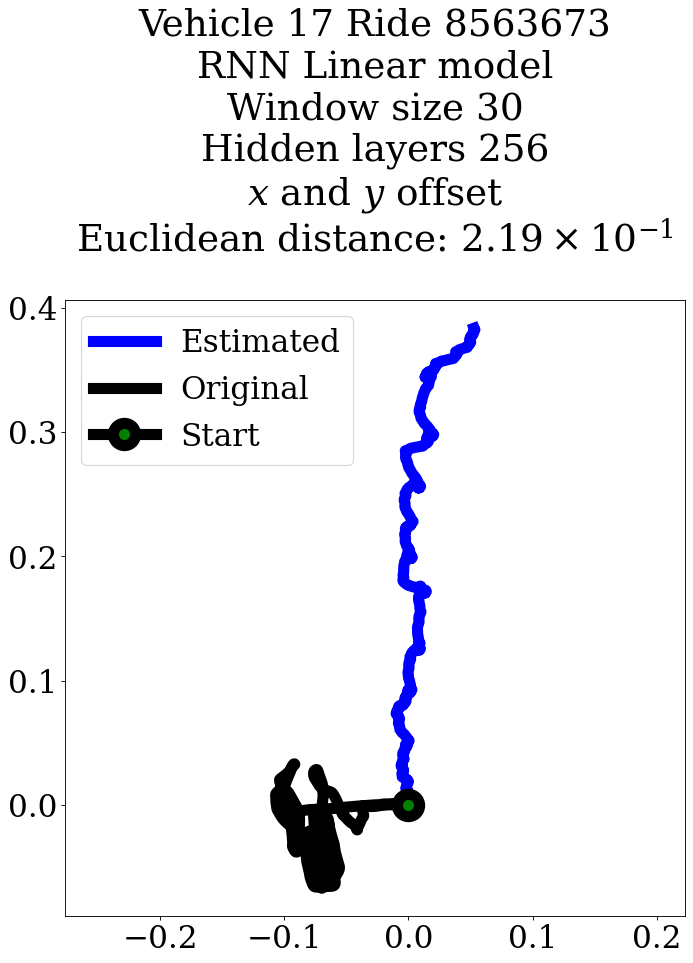 Vehicle 17 Ride 8563673
RNN Linear model
Window size 30
Hidden layers 256
x and y offset
Euclidean distance: 2.19 × 10⁻¹
0.4
0.3
0.2
0.1
0.0
Estimated
Original
Start
−0.2
−0.1
0.0
0.1
0.2